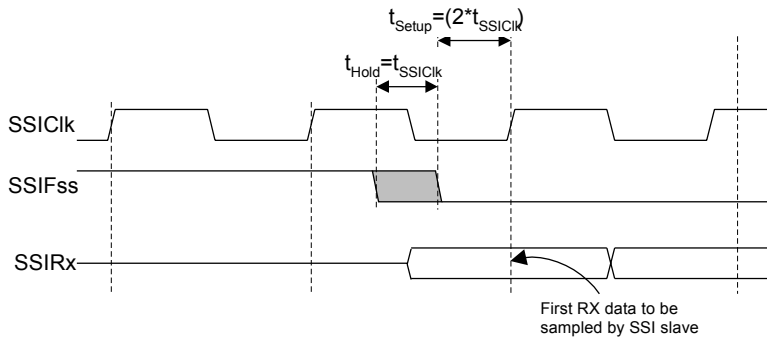 tSetup=(2*tSSIClk)
tHold=tSSIClk
SSIClk
SSIFss
SSIRx
First RX data to be
sampled by SSI slave